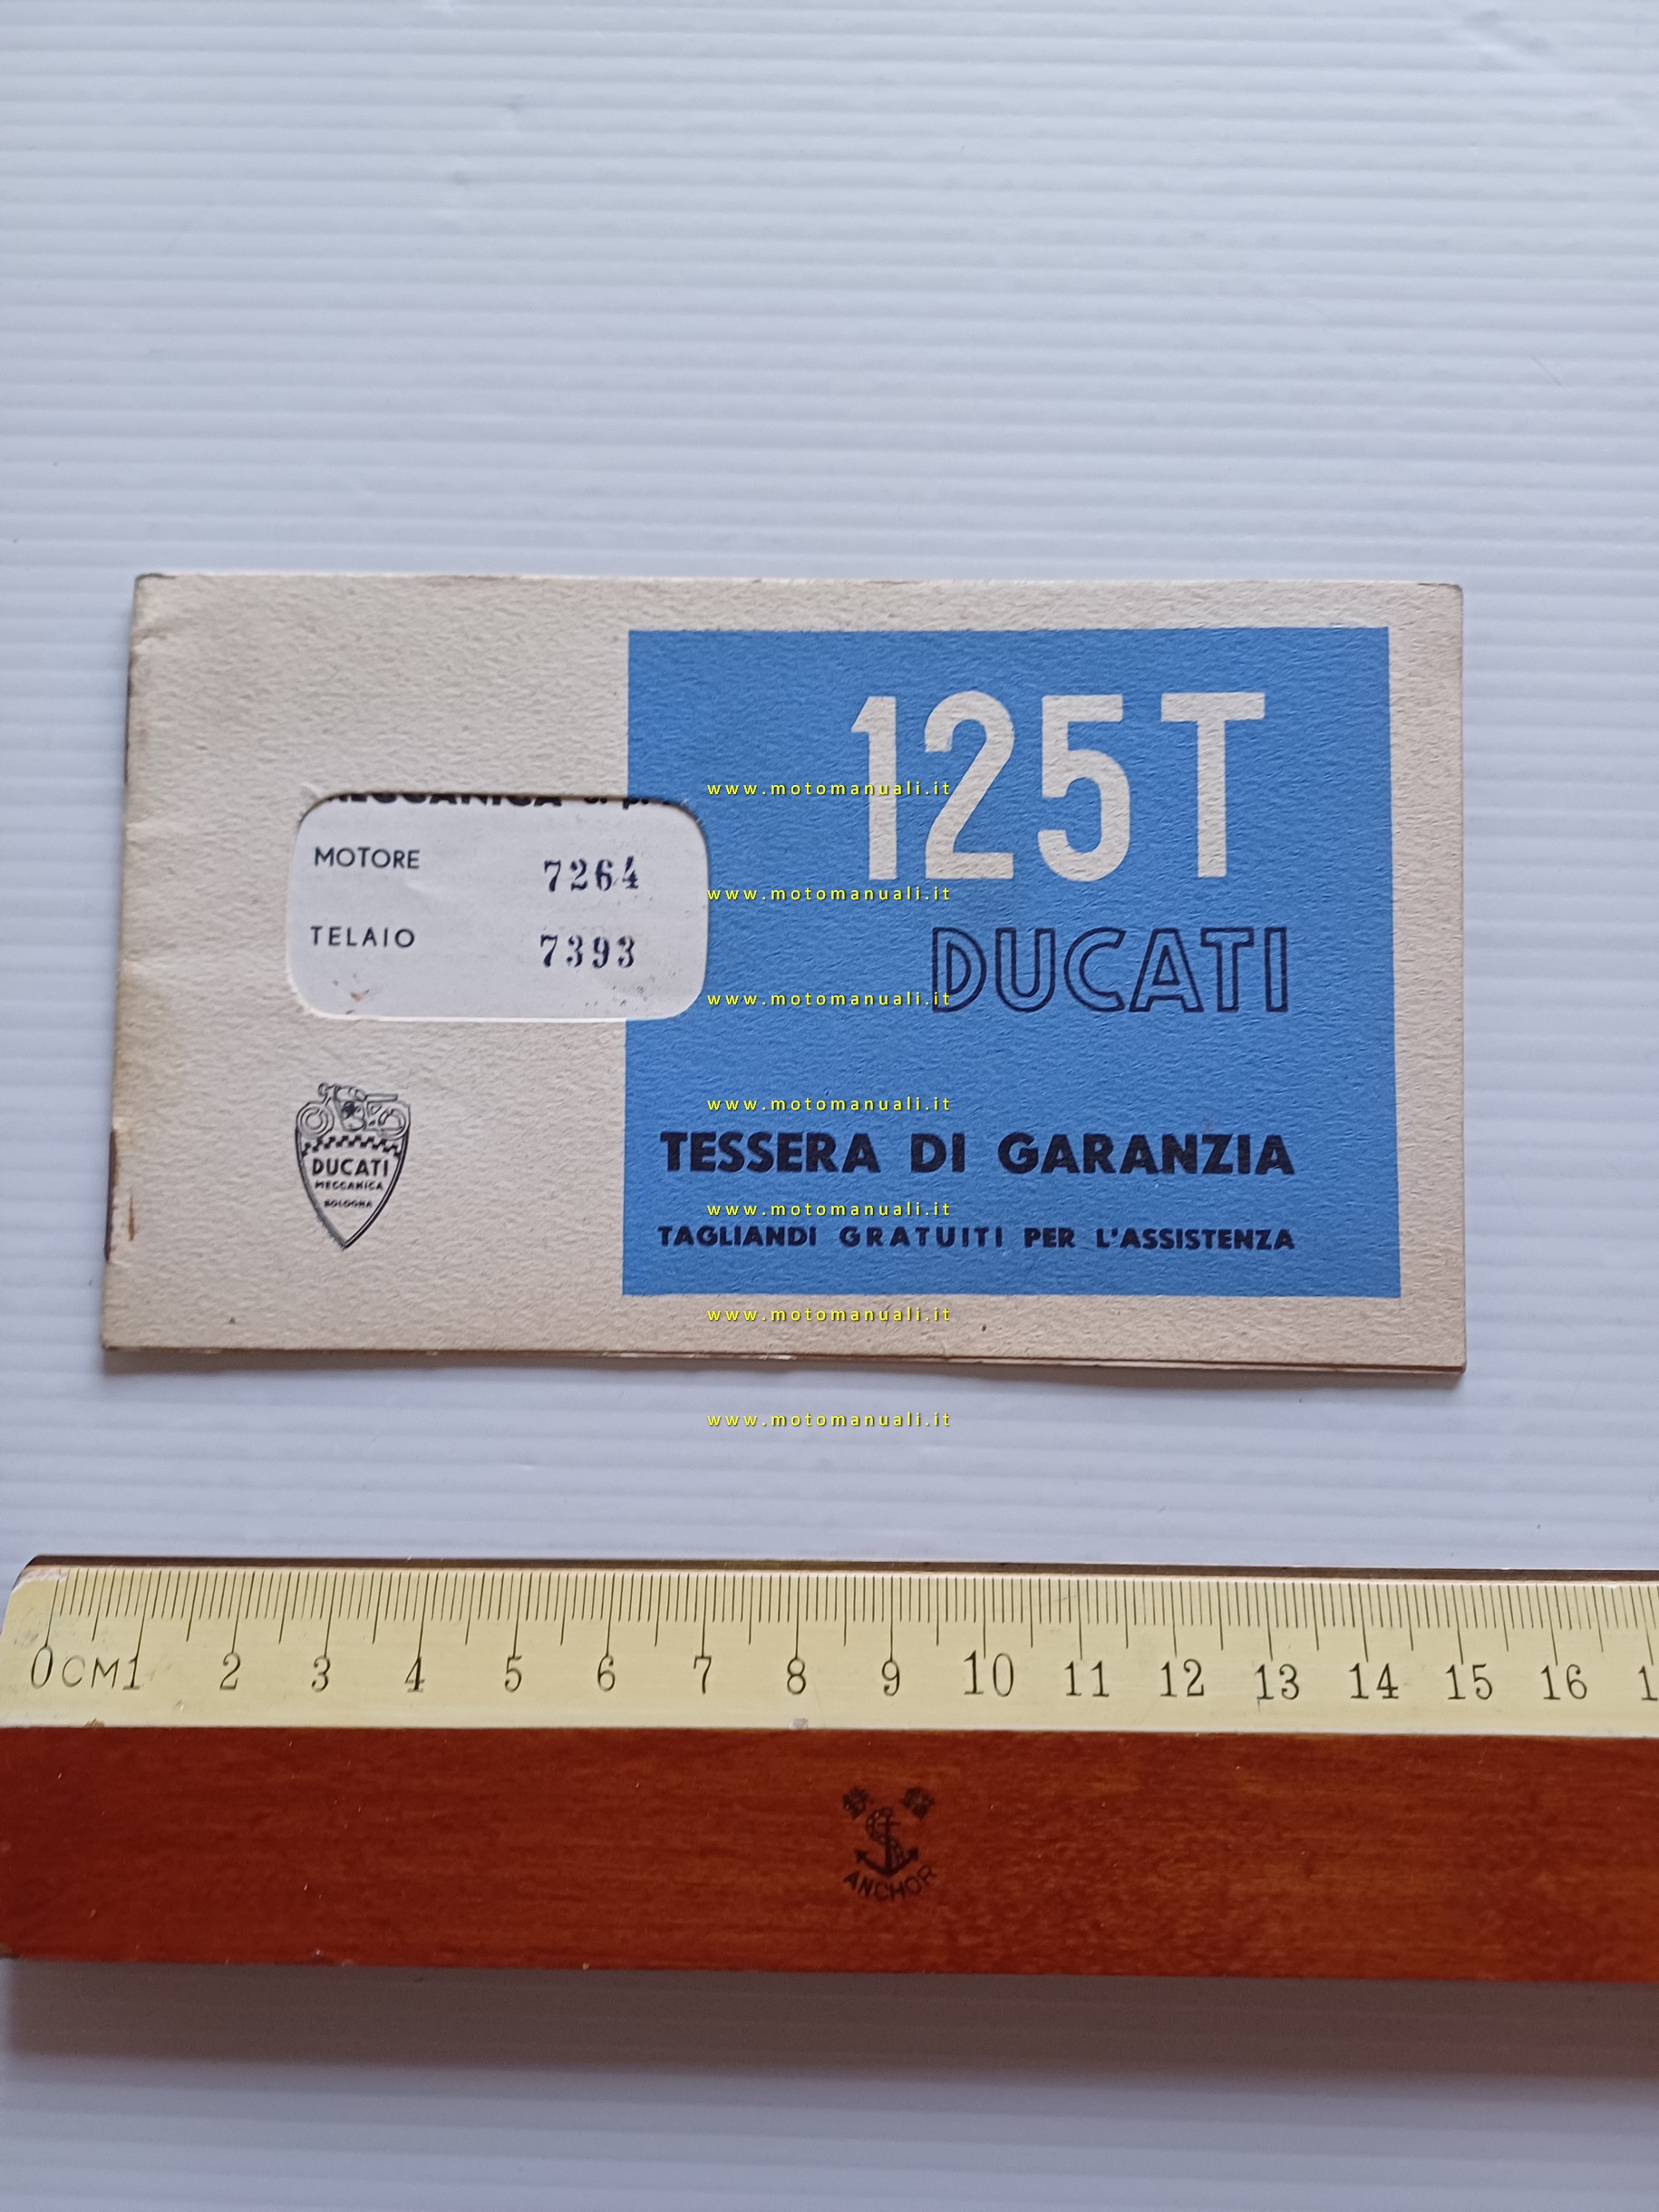 125T
www.motomanuali.it
MECCANICA S. p.
MOTORE 7264
www.motomanuali.it
TELAIO 7393
DUCATI
www.motomanuali.it
www.motomanuali.it
TESSERA DI GARANZIA
DUCATI
MECCANICA
BOLOGNA
www.motomanuali.it
TAGLIANDI GRATUITI PER L'ASSISTENZA
www.motomanuali.it
www.motomanuali.it
0CM1 2 3 4 5 6 7 8 9 10 11 12 13 14 15 16 1
ANCHOR